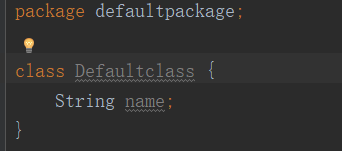 package defaultpackage;
class Defaultclass {
String name;
}